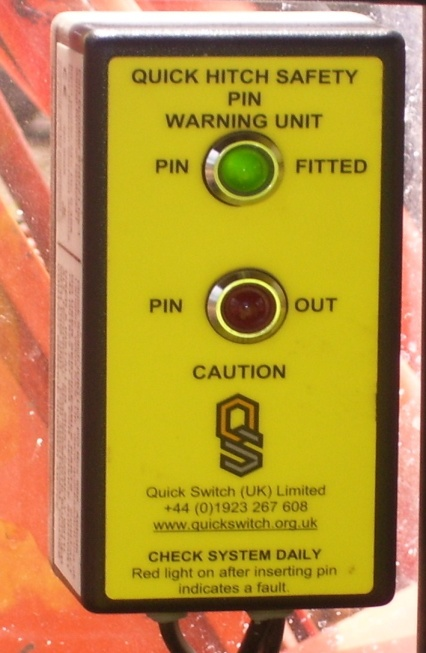 QUICK HITCH SAFETY
PIN
WARNING UNIT
PIN FITTED
PIN OUT
CAUTION
QS
Quick Switch (UK) Limited
+44 (0)1923 267 608
www.quickswitch.org.uk
CHECK SYSTEM DAILY
Red light on after inserting pin
indicates a fault.